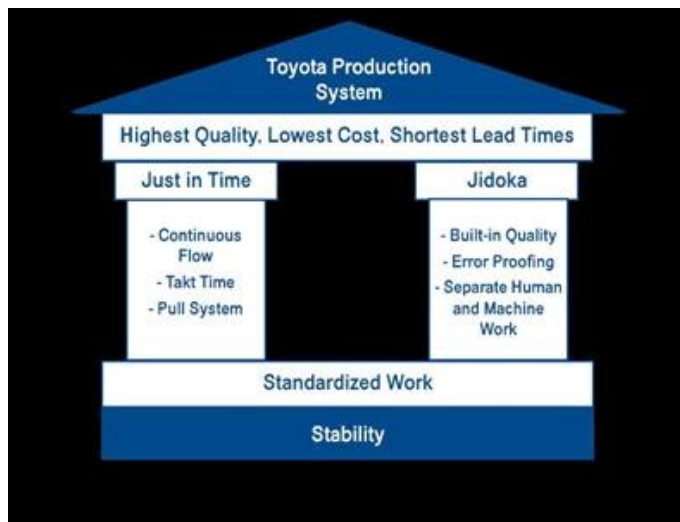 Toyota Production
System
Highest Quality, Lowest Cost, Shortest Lead Times
Just in Time
- Continuous
Flow
- Takt Time
- Pull System
Jidoka
- Built-in Quality
- Error Proofing
- Separate Human
and Machine
Work
Standardized Work
Stability